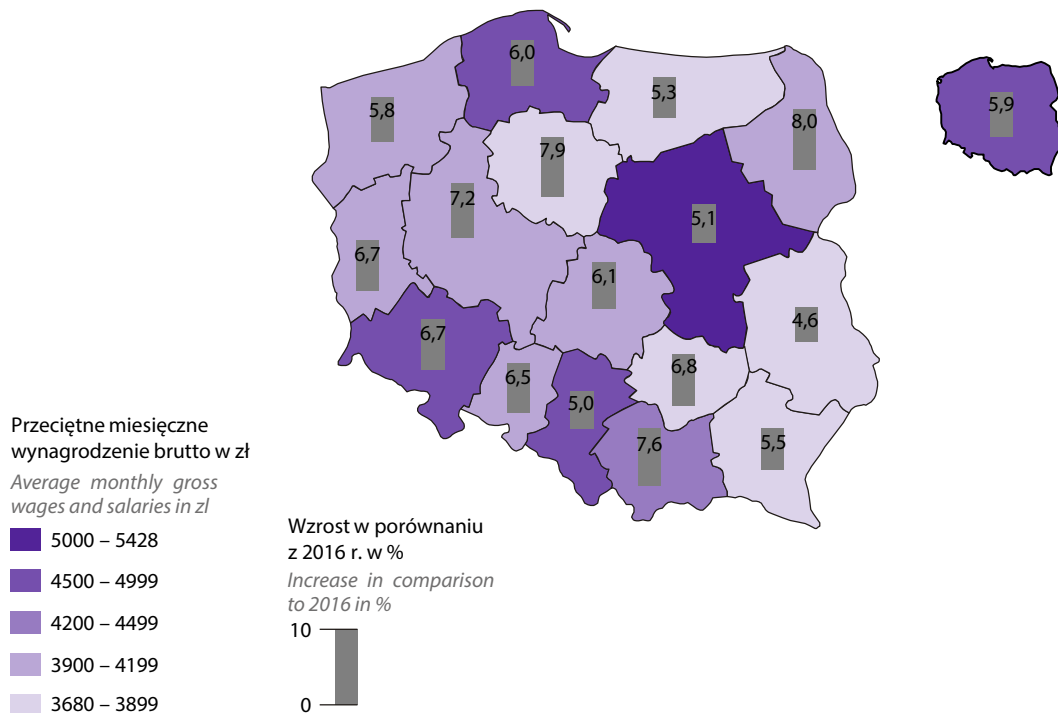 6,0
5,3
5,9
5,8
8,0
7,9
7,2
5,1
6,7
6,1
4,6
6,7
6,8
6,5
5,0
7,6
5,5
Przeciętne miesięczne
wynagrodzenie brutto w zł
Average monthly gross
wages and salaries in zl
5000 – 5428
4500 – 4999
4200 – 4499
3900 – 4199
3680 – 3899
Wzrost w porównaniu
z 2016 r. w %
Increase in comparison
to 2016 in %
10
0